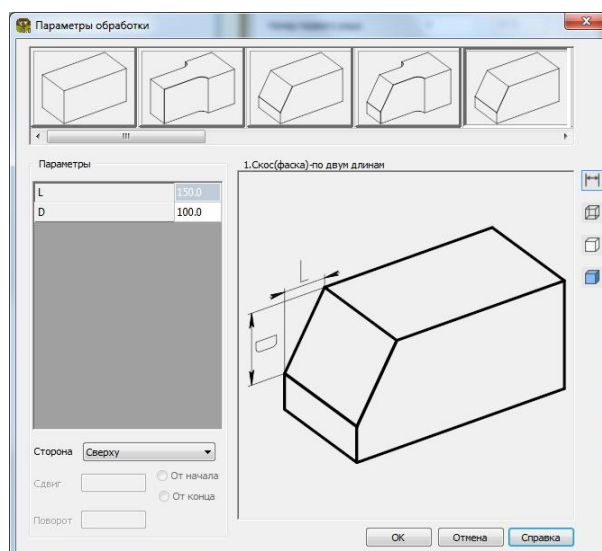 Параметры обработки
Параметры
1.Скос(фаска)-по двум длинам
L 150.0
D 100.0
L
D
Сторона Сверху
Сдвиг
От начала
От конца
Поворот
OK Отмена Справка